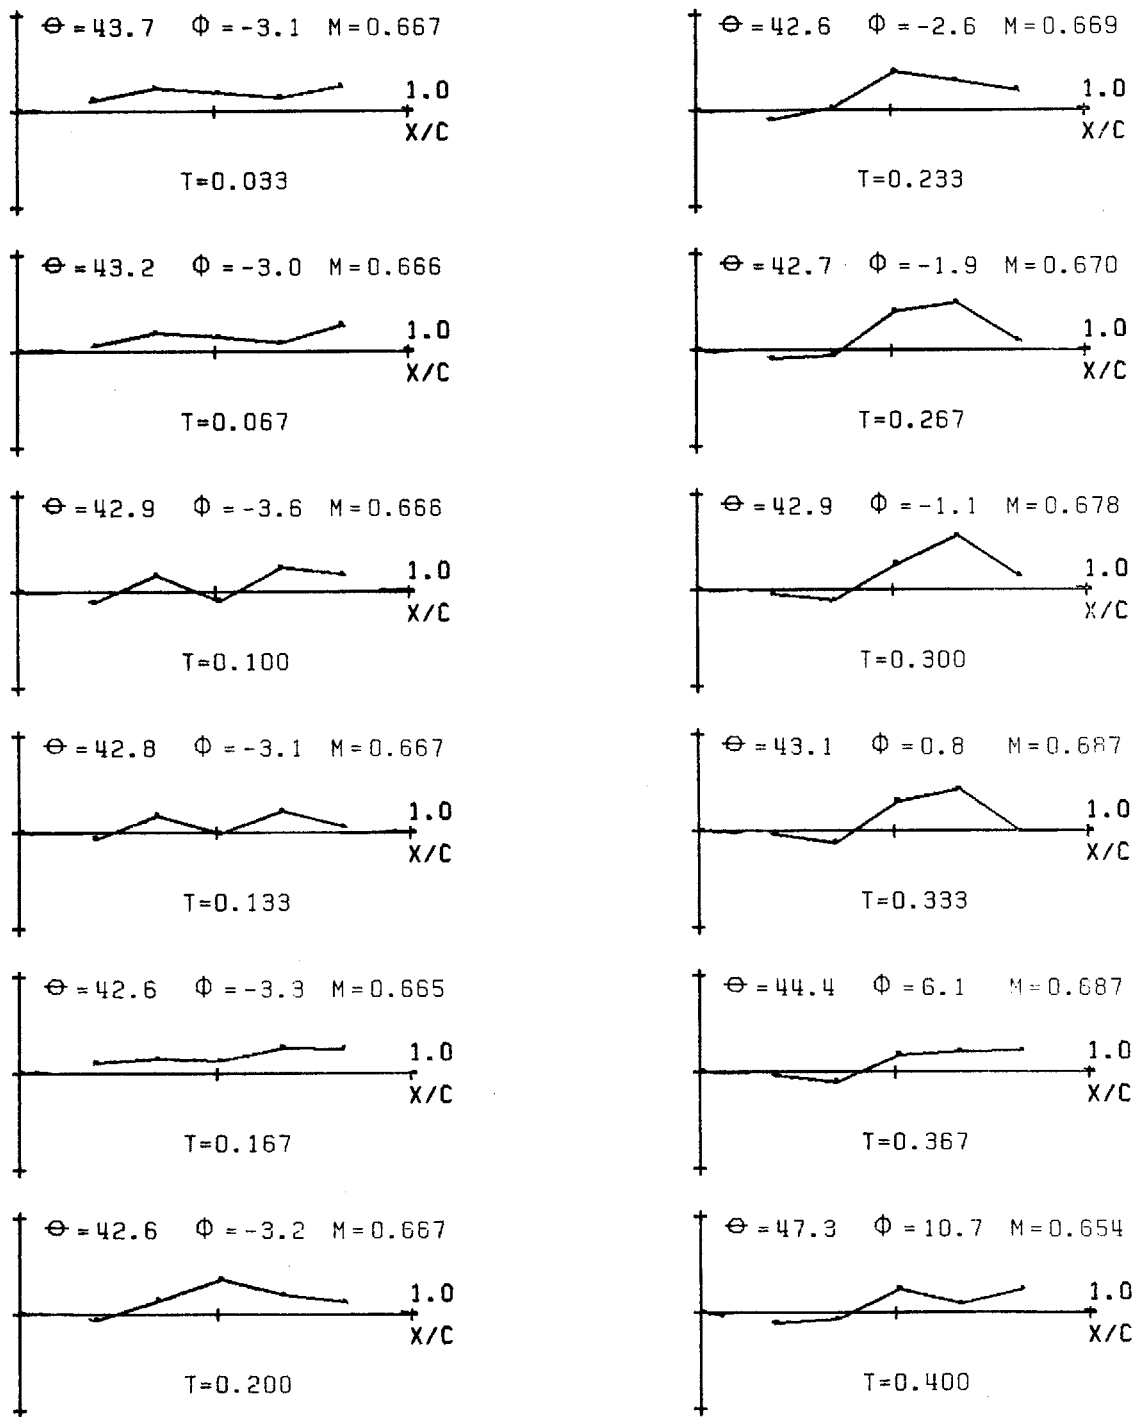 Θ=43.7 Φ=-3.1 M=0.667
1.0
X/C
T=0.033
Θ=43.2 Φ=-3.0 M=0.666
1.0
X/C
T=0.067
Θ=42.9 Φ=-3.6 M=0.666
1.0
X/C
T=0.100
Θ=42.8 Φ=-3.1 M=0.667
1.0
X/C
T=0.133
Θ=42.6 Φ=-3.3 M=0.665
1.0
X/C
T=0.167
Θ=42.6 Φ=-3.2 M=0.667
1.0
X/C
T=0.200
Θ=42.6 Φ=-2.6 M=0.669
1.0
X/C
T=0.233
Θ=42.7 Φ=-1.9 M=0.670
1.0
X/C
T=0.267
Θ=42.9 Φ=-1.1 M=0.678
1.0
X/C
T=0.300
Θ=43.1 Φ=0.8 M=0.687
1.0
X/C
T=0.333
Θ=44.4 Φ=6.1 M=0.687
1.0
X/C
T=0.367
Θ=47.3 Φ=10.7 M=0.654
1.0
X/C
T=0.400